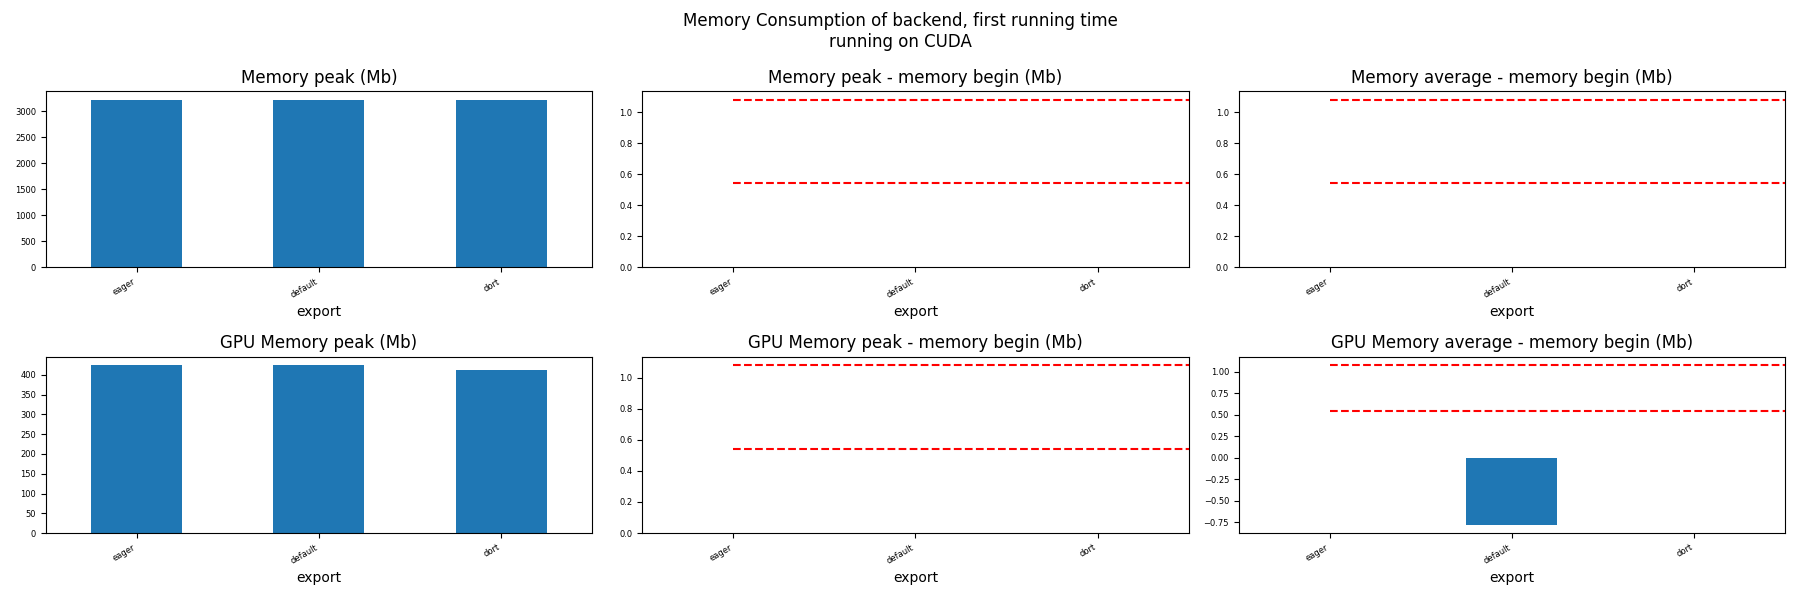 Memory Consumption of backend, first running time
running on CUDA
Memory peak (Mb)
3000
2500
2000
1500
1000
500
0
eager
default
dort
export
Memory peak - memory begin (Mb)
1.0
0.8
0.6
0.4
0.2
0.0
eager
default
dort
export
Memory average - memory begin (Mb)
1.0
0.8
0.6
0.4
0.2
0.0
eager
default
dort
export
GPU Memory peak (Mb)
400
350
300
250
200
150
100
50
0
eager
default
dort
export
GPU Memory peak - memory begin (Mb)
1.0
0.8
0.6
0.4
0.2
0.0
eager
default
dort
export
GPU Memory average - memory begin (Mb)
1.00
0.75
0.50
0.25
0.00
−0.25
−0.50
−0.75
eager
default
dort
export